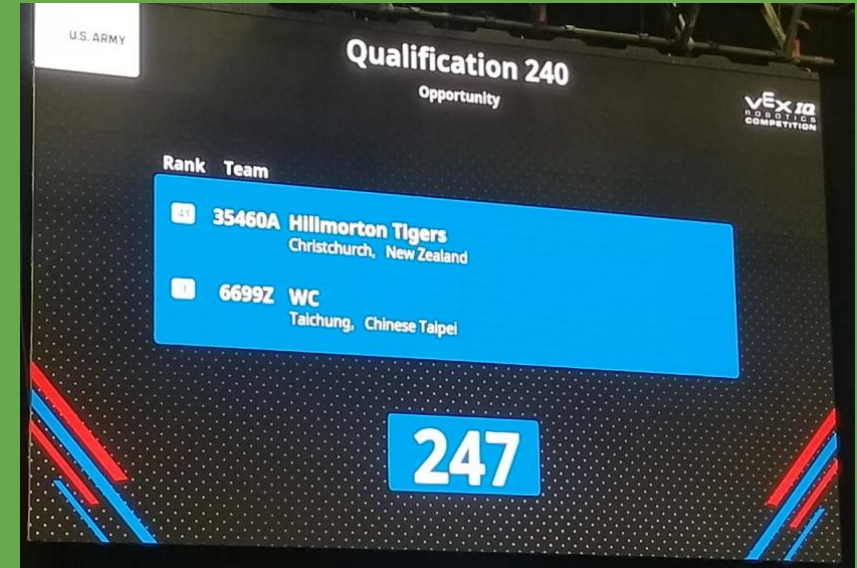 U.S. ARMY
Qualification 240
Opportunity
VEX IQ
ROBOTICS
COMPETITION
Rank Team
41 35460A Hillmorton Tigers
Christchurch, New Zealand
1 6699Z WC
Taichung, Chinese Taipei
247